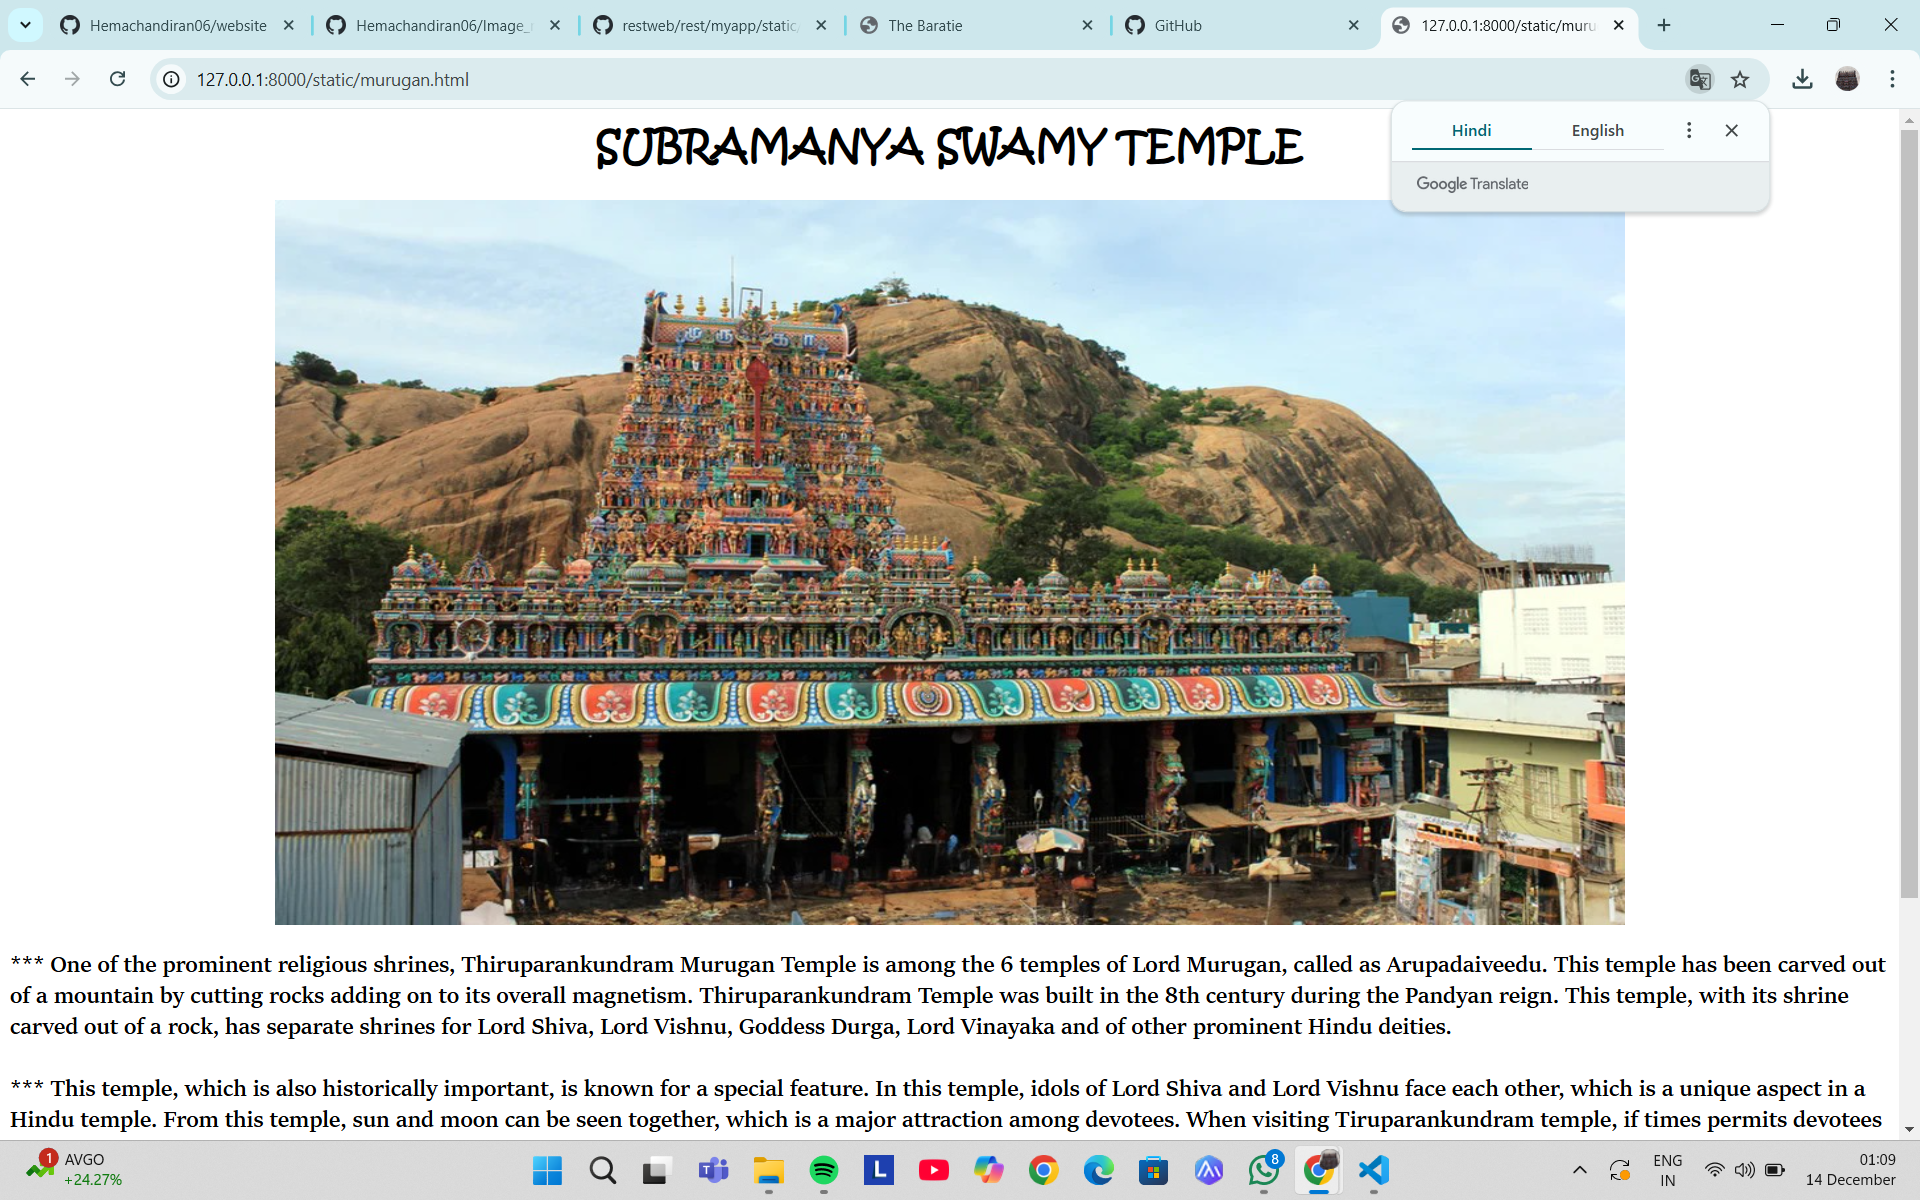 Hemachandiran06/website
Hemachandiran06/Image_
restweb/rest/myapp/static
The Baratie
GitHub
127.0.0.1:8000/static/muru
127.0.0.1:8000/static/murugan.html
Hindi
English
Google Translate
SUBRAMANYA SWAMY TEMPLE
முருகா
*** One of the prominent religious shrines, Thiruparankundram Murugan Temple is among the 6 temples of Lord Murugan, called as Arupadaiveedu. This temple has been carved out
of a mountain by cutting rocks adding on to its overall magnetism. Thiruparankundram Temple was built in the 8th century during the Pandyan reign. This temple, with its shrine
carved out of a rock, has separate shrines for Lord Shiva, Lord Vishnu, Goddess Durga, Lord Vinayaka and of other prominent Hindu deities.
*** This temple, which is also historically important, is known for a special feature. In this temple, idols of Lord Shiva and Lord Vishnu face each other, which is a unique aspect in a
Hindu temple. From this temple, sun and moon can be seen together, which is a major attraction among devotees. When visiting Tiruparankundram temple, if times permits devotees
1
AVGO
+24.27%
L
8
ENG
IN
01:09
14 December